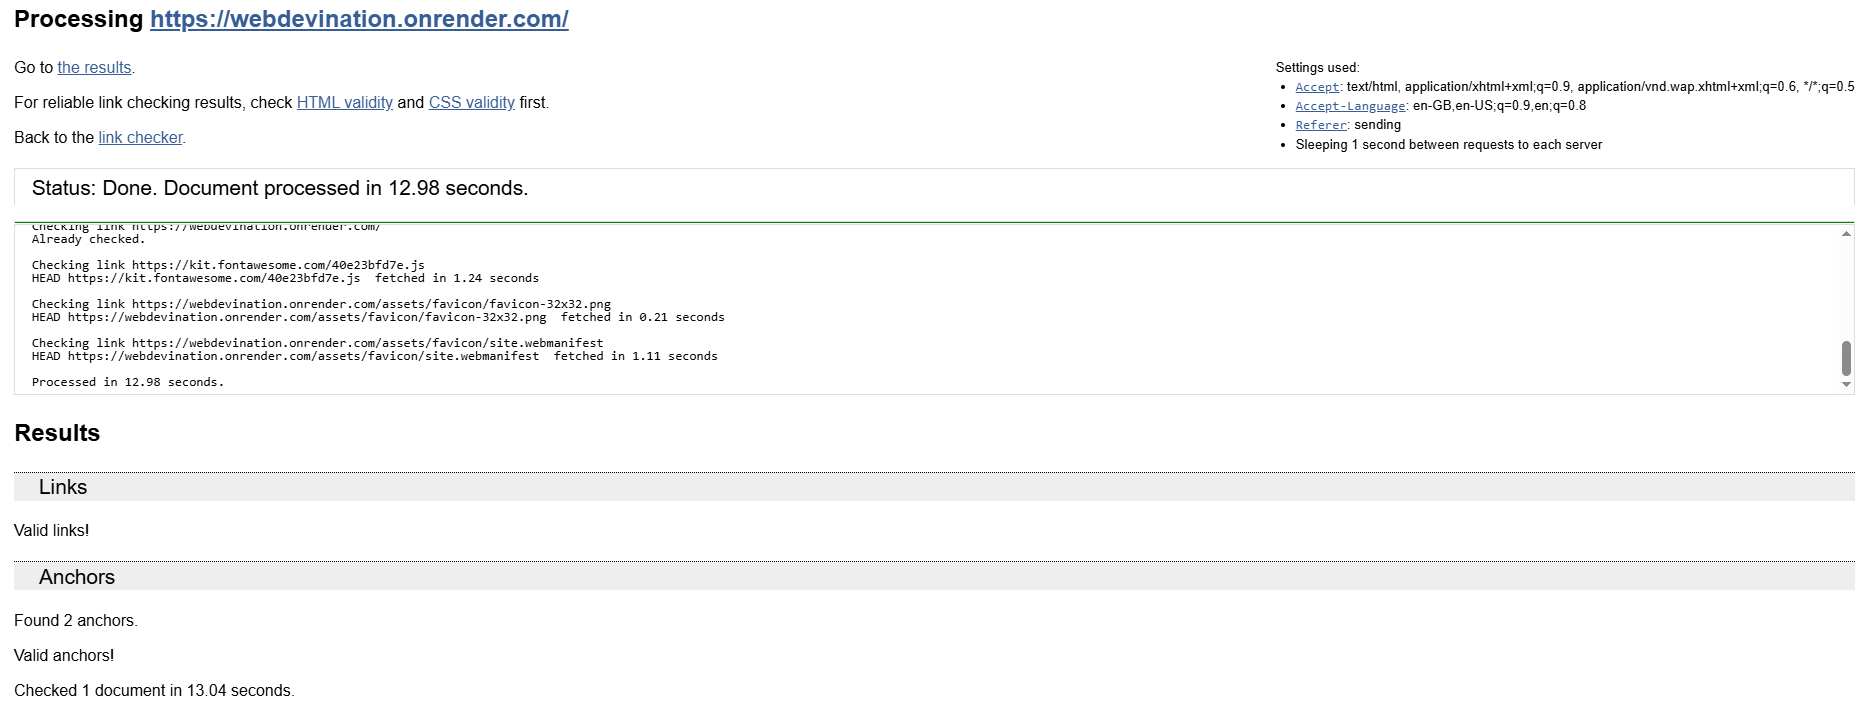 Processing https://webdevination.onrender.com/
Go to the results.
For reliable link checking results, check HTML validity and CSS validity first.
Back to the link checker.
Settings used:
Accept: text/html, application/xhtml+xml;q=0.9, application/vnd.wap.xhtml+xml;q=0.6, */*;q=0.5
Accept-Language: en-GB,en-US;q=0.9,en;q=0.8
Referer: sending
Sleeping 1 second between requests to each server
Status: Done. Document processed in 12.98 seconds.
Checking link https://webdevination.onrender.com/
Already checked.
Checking link https://kit.fontawesome.com/40e23bfd7e.js
HEAD https://kit.fontawesome.com/40e23bfd7e.js  fetched in 1.24 seconds
Checking link https://webdevination.onrender.com/assets/favicon/favicon-32x32.png
HEAD https://webdevination.onrender.com/assets/favicon/favicon-32x32.png  fetched in 0.21 seconds
Checking link https://webdevination.onrender.com/assets/favicon/site.webmanifest
HEAD https://webdevination.onrender.com/assets/favicon/site.webmanifest  fetched in 1.11 seconds
Processed in 12.98 seconds.
Results
Links
Valid links!
Anchors
Found 2 anchors.
Valid anchors!
Checked 1 document in 13.04 seconds.